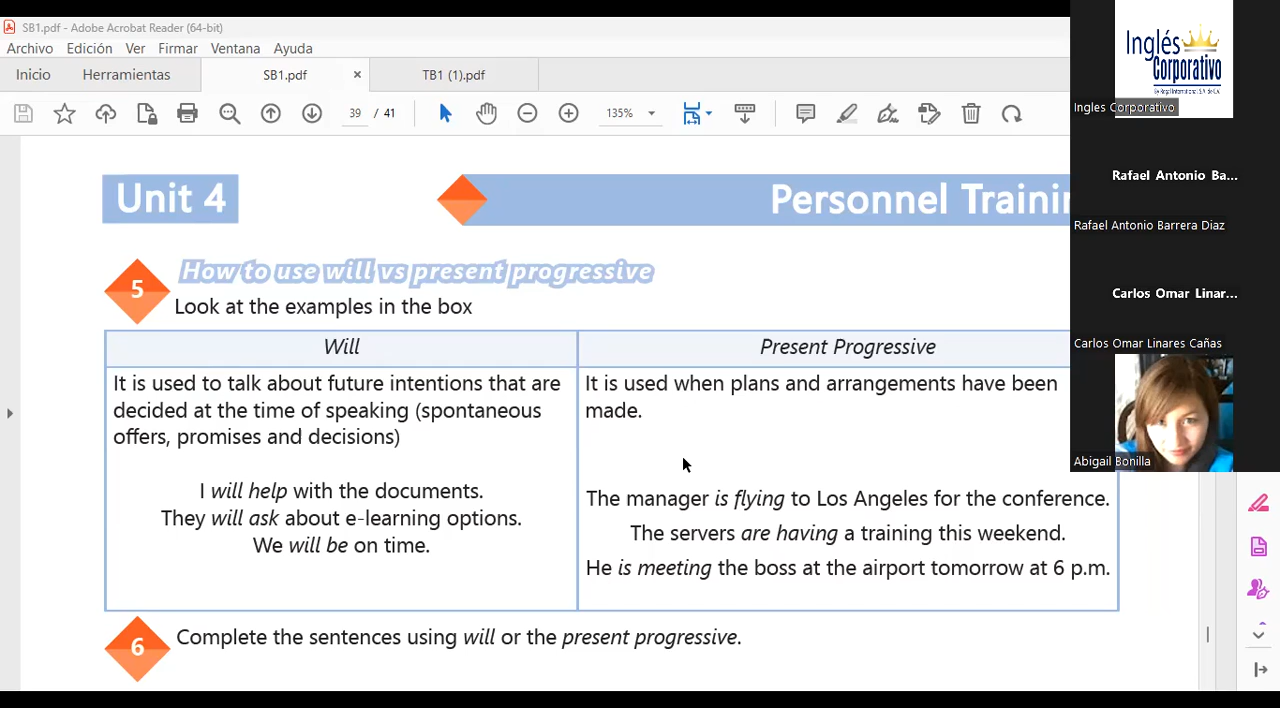 SB1.pdf - Adobe Acrobat Reader (64-bit)
Archivo Edición Ver Firmar Ventana Ayuda
Inicio Herramientas SB1.pdf × TB1 (1).pdf
39 / 41 135%
Unit 4
Personnel Trainin
5 How to use will vs present progressive
Look at the examples in the box
Will
It is used to talk about future intentions that are
decided at the time of speaking (spontaneous
offers, promises and decisions)
I will help with the documents.
They will ask about e-learning options.
We will be on time.
Present Progressive
It is used when plans and arrangements have been
made.
The manager is flying to Los Angeles for the conference.
The servers are having a training this weekend.
He is meeting the boss at the airport tomorrow at 6 p.m.
6 Complete the sentences using will or the present progressive.
Inglés
Corporativo
Ingles Corporativo
Rafael Antonio Ba...
Rafael Antonio Barrera Diaz
Carlos Omar Linar...
Carlos Omar Linares Cañas
Abigail Bonilla